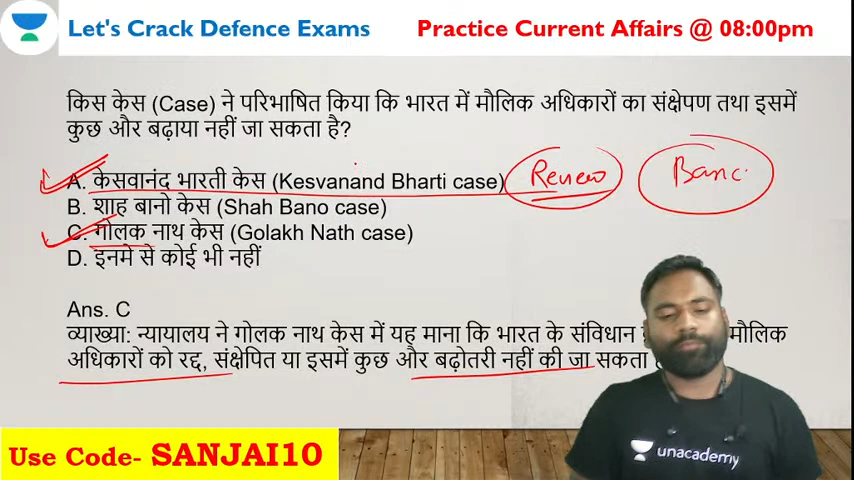 Let's Crack Defence Exams
Practice Current Affairs @ 08:00pm
किस केस (Case) ने परिभाषित किया कि भारत में मौलिक अधिकारों का संक्षेपण तथा इसमें
कुछ और बढ़ाया नहीं जा सकता है?
A. केसवानंद भारती केस (Kesvanand Bharti case)
Review
B. शाह बानो केस (Shah Bano case)
C. गोलक नाथ केस (Golakh Nath case)
D. इनमे से कोई भी नहीं
Ans. C
व्याख्या: न्यायालय ने गोलक नाथ केस में यह माना कि भारत के संविधान मौलिक
अधिकारों को रद्द, संक्षेपित या इसमें कुछ और बढ़ोतरी नहीं की जा सकता
unacademy
Use Code- SANJAI10